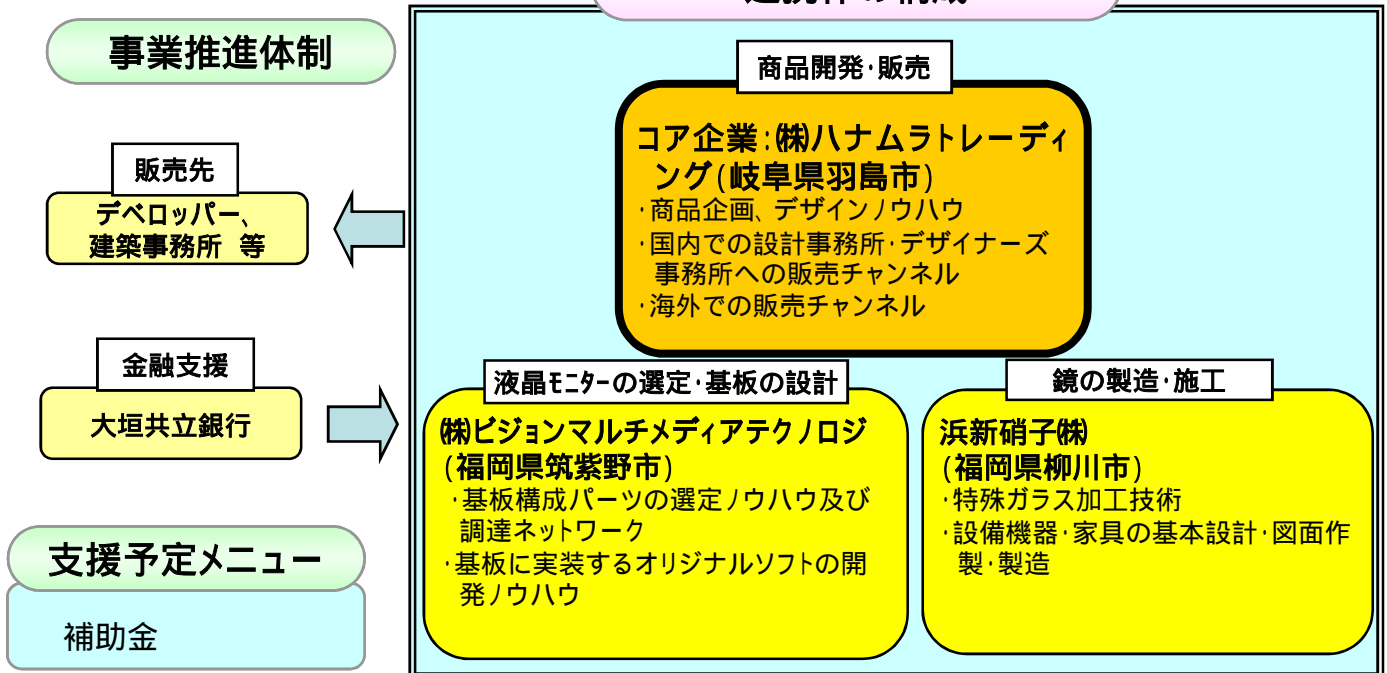 事業推進体制
販売先
デベロッパー、
建築事務所 等
金融支援
大垣共立銀行
支援予定メニュー
補助金
商品開発・販売
コア企業:㈱ハナムラトレーディ
ング(岐阜県羽島市)
・商品企画、デザインノウハウ
・国内での設計事務所・デザイナーズ
事務所への販売チャンネル
・海外での販売チャンネル
液晶ﾓﾆﾀｰの選定・基板の設計
㈱ビジョンマルチメディアテクノロジ
(福岡県筑紫野市)
・基板構成パーツの選定ノウハウ及び
調達ネットワーク
・基板に実装するオリジナルソフトの開
発ノウハウ
鏡の製造・施工
浜新硝子㈱
(福岡県柳川市)
・特殊ガラス加工技術
・設備機器・家具の基本設計・図面作
製・製造